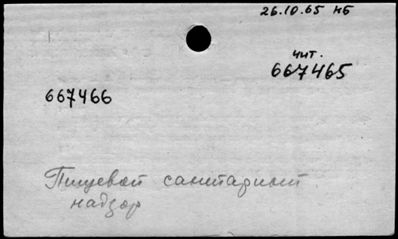 26.10.65 нб
чит.
667465
667466
Пищевой санитарный
надзор